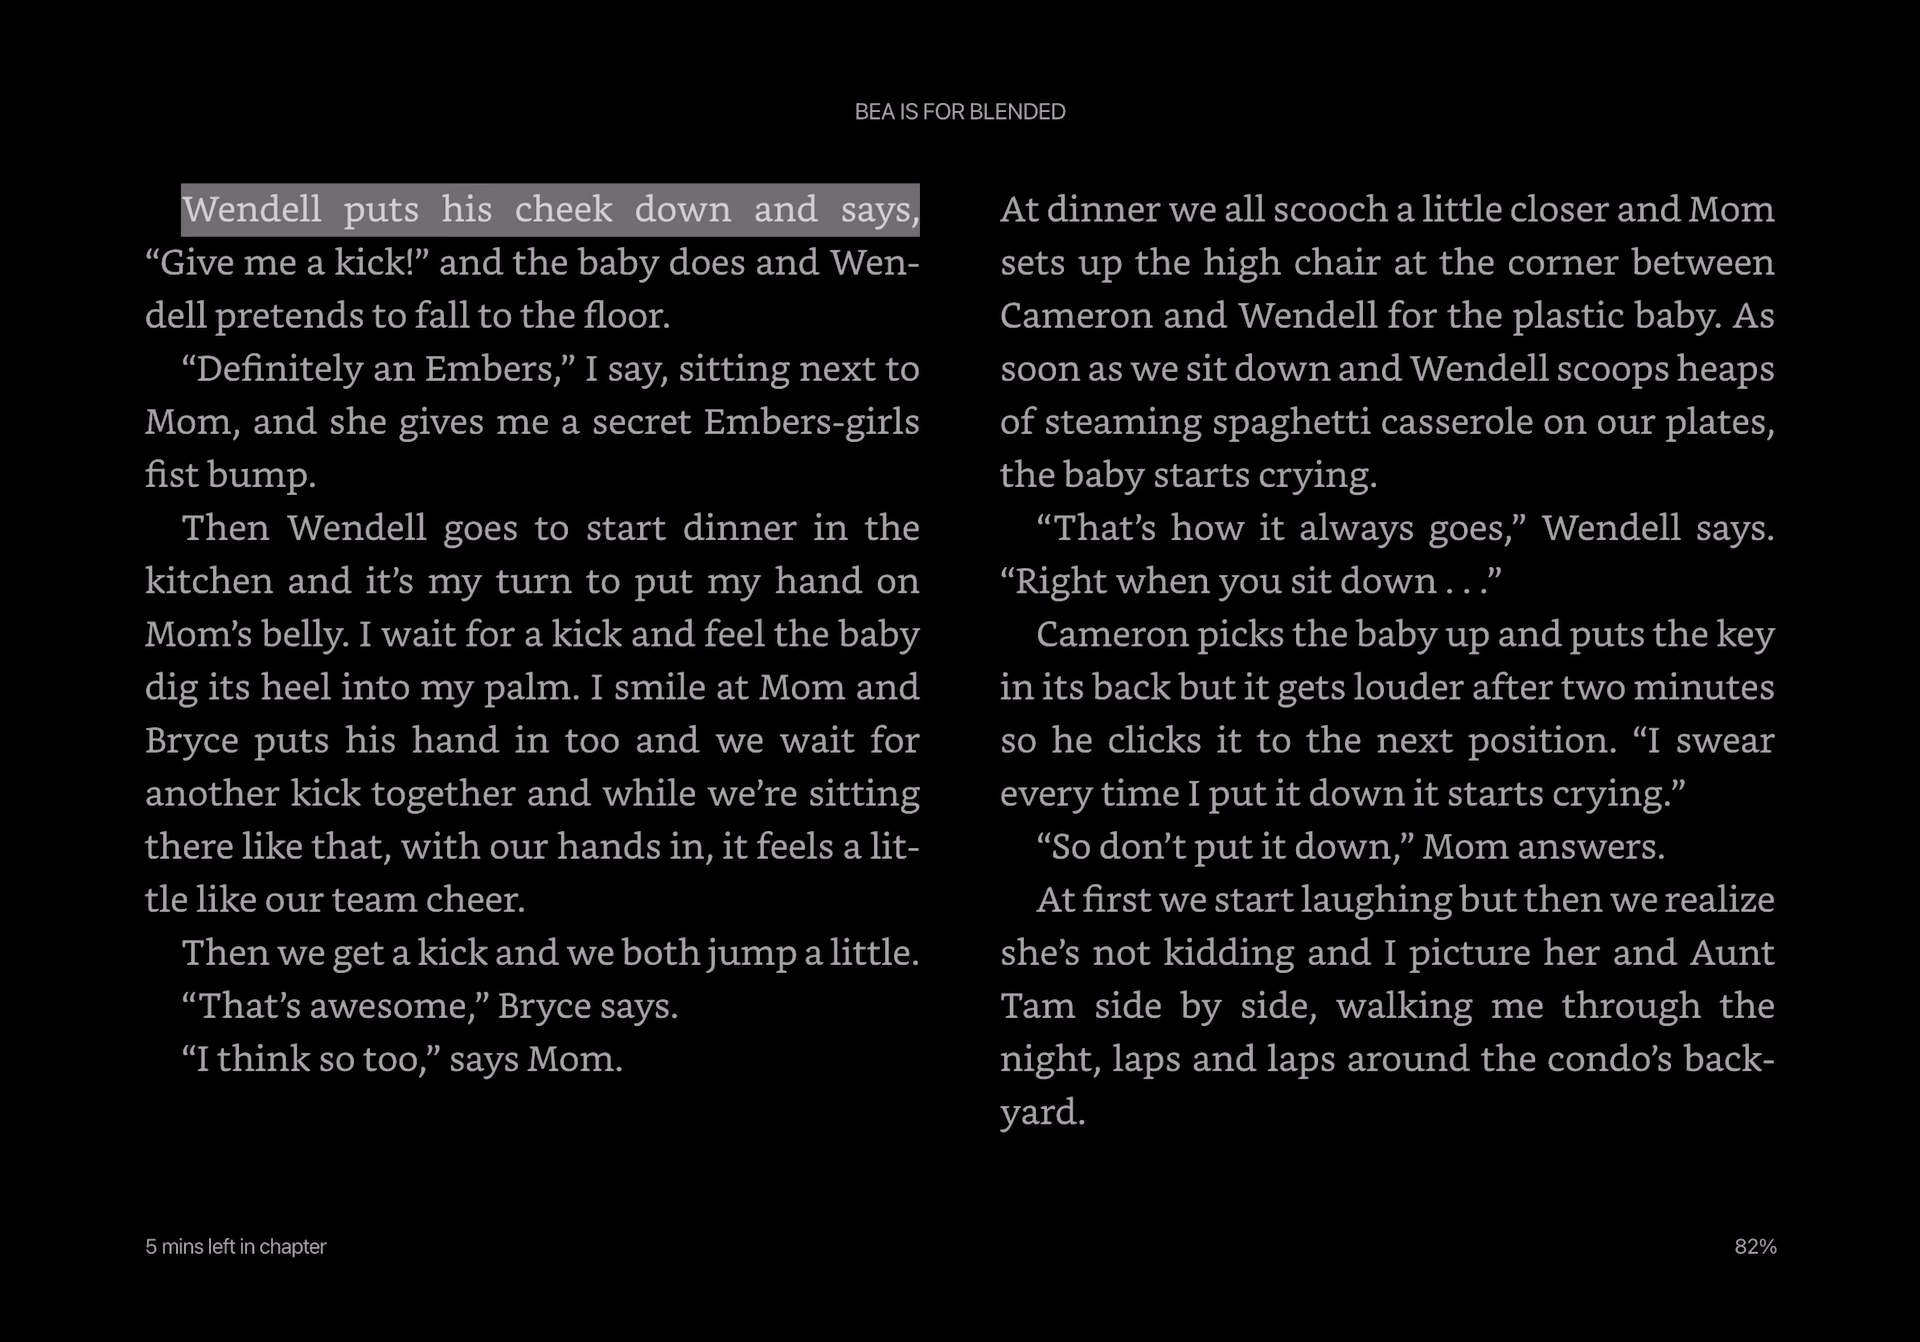 BEA IS FOR BLENDED
Wendell puts his cheek down and says,
“Give me a kick!” and the baby does and Wen-
dell pretends to fall to the floor.
“Definitely an Embers,” I say, sitting next to
Mom, and she gives me a secret Embers-girls
fist bump.
Then Wendell goes to start dinner in the
kitchen and it’s my turn to put my hand on
Mom’s belly. I wait for a kick and feel the baby
dig its heel into my palm. I smile at Mom and
Bryce puts his hand in too and we wait for
another kick together and while we’re sitting
there like that, with our hands in, it feels a lit-
tle like our team cheer.
Then we get a kick and we both jump a little.
“That’s awesome,” Bryce says.
“I think so too,” says Mom.
At dinner we all scooch a little closer and Mom
sets up the high chair at the corner between
Cameron and Wendell for the plastic baby. As
soon as we sit down and Wendell scoops heaps
of steaming spaghetti casserole on our plates,
the baby starts crying.
“That’s how it always goes,” Wendell says.
“Right when you sit down . . .”
Cameron picks the baby up and puts the key
in its back but it gets louder after two minutes
so he clicks it to the next position. “I swear
every time I put it down it starts crying.”
“So don’t put it down,” Mom answers.
At first we start laughing but then we realize
she’s not kidding and I picture her and Aunt
Tam side by side, walking me through the
night, laps and laps around the condo’s back-
yard.
5 mins left in chapter
82%